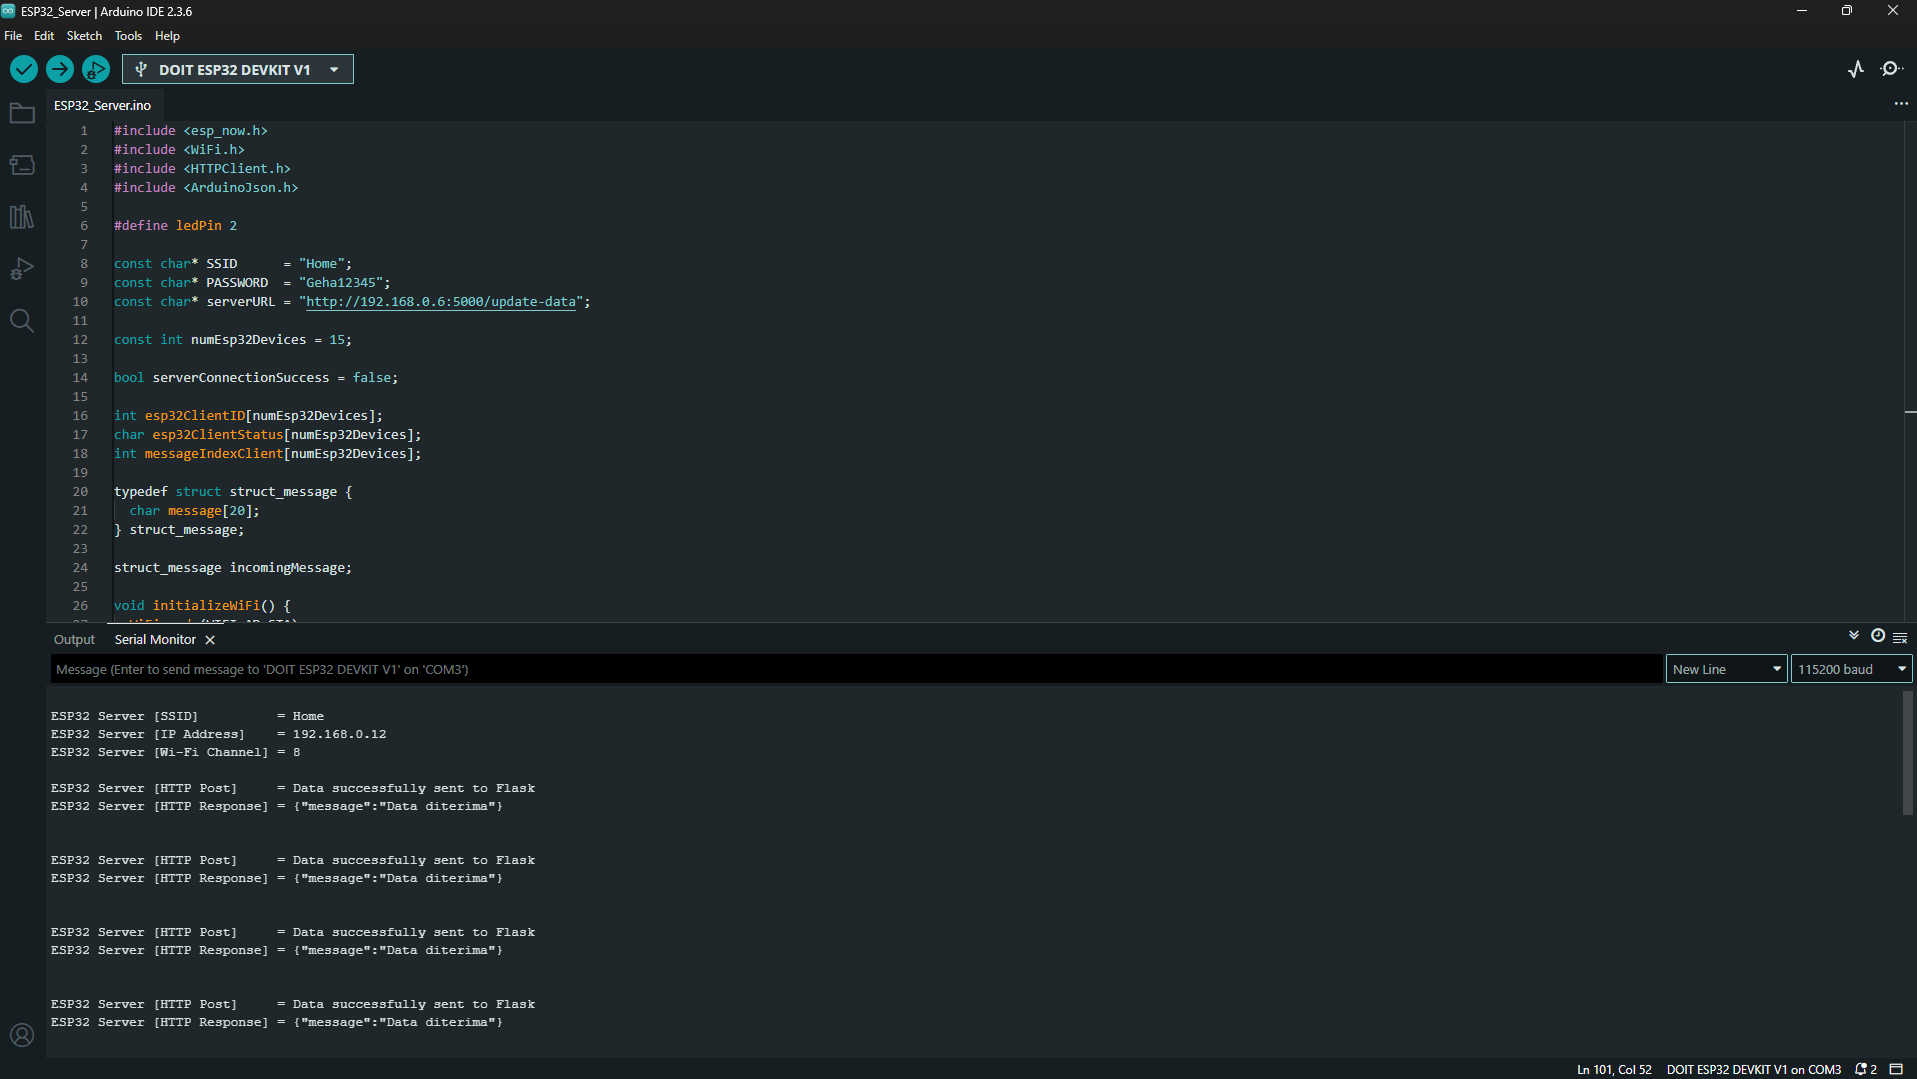 ESP32_Server | Arduino IDE 2.3.6
File Edit Sketch Tools Help
DOIT ESP32 DEVKIT V1
ESP32_Server.ino
1 #include <esp_now.h>
2 #include <WiFi.h>
3 #include <HTTPClient.h>
4 #include <ArduinoJson.h>
5
6 #define ledPin 2
7
8 const char* SSID      = "Home";
9 const char* PASSWORD  = "Geha12345";
10 const char* serverURL = "http://192.168.0.6:5000/update-data";
11
12 const int numEsp32Devices = 15;
13
14 bool serverConnectionSuccess = false;
15
16 int esp32ClientID[numEsp32Devices];
17 char esp32ClientStatus[numEsp32Devices];
18 int messageIndexClient[numEsp32Devices];
19
20 typedef struct struct_message {
21   char message[20];
22 } struct_message;
23
24 struct_message incomingMessage;
25
26 void initializeWiFi() {
Output Serial Monitor
Message (Enter to send message to 'DOIT ESP32 DEVKIT V1' on 'COM3')
New Line
115200 baud
ESP32 Server [SSID]          = Home
ESP32 Server [IP Address]    = 192.168.0.12
ESP32 Server [Wi-Fi Channel] = 8
ESP32 Server [HTTP Post]     = Data successfully sent to Flask
ESP32 Server [HTTP Response] = {"message":"Data diterima"}
ESP32 Server [HTTP Post]     = Data successfully sent to Flask
ESP32 Server [HTTP Response] = {"message":"Data diterima"}
ESP32 Server [HTTP Post]     = Data successfully sent to Flask
ESP32 Server [HTTP Response] = {"message":"Data diterima"}
ESP32 Server [HTTP Post]     = Data successfully sent to Flask
ESP32 Server [HTTP Response] = {"message":"Data diterima"}
Ln 101, Col 52 DOIT ESP32 DEVKIT V1 on COM3 2